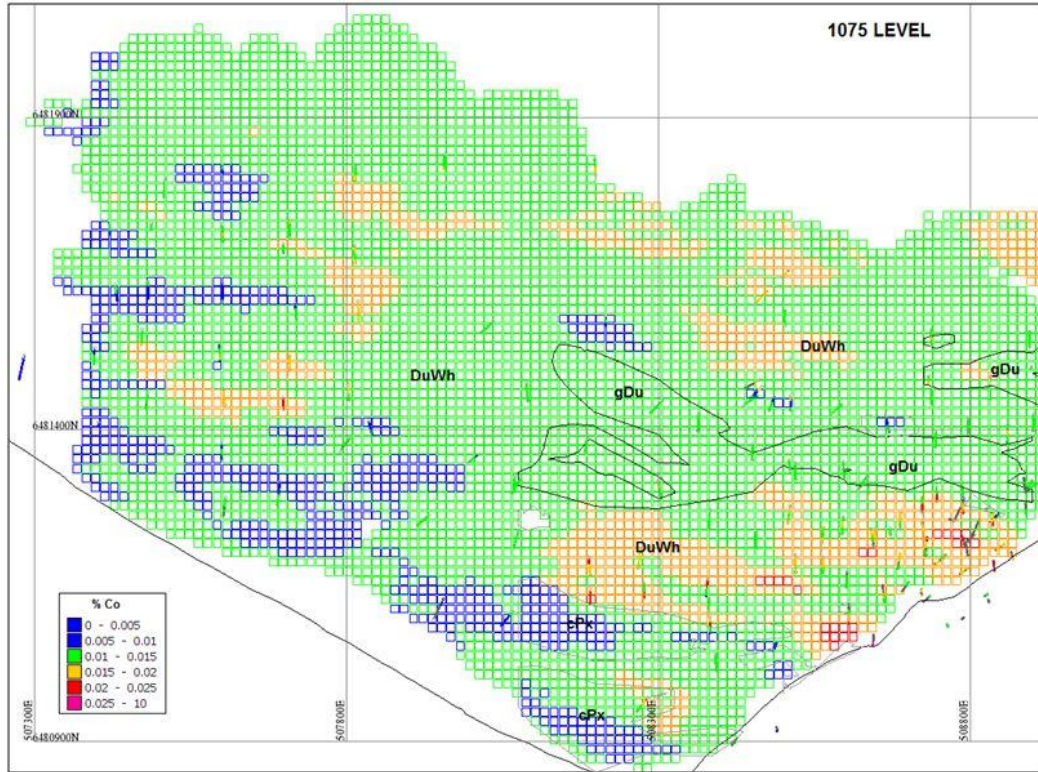 1075 LEVEL
6481900N
DuWh
DuWh
gDu
gDu
6481400N
gDu
DuWh
cPx
cPx
% Co
0 - 0.005
0.005 - 0.01
0.01 - 0.015
0.015 - 0.02
0.02 - 0.025
0.025 - 10
6480900N
507300E
507800E
508300E
508800E